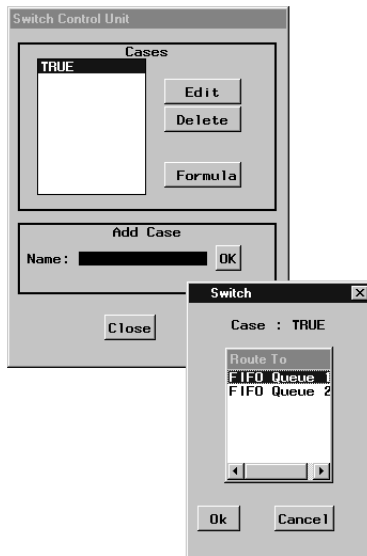 Switch Control Unit
Cases
TRUE
Edit
Delete
Formula
Add Case
Name:
OK
Close
Switch
Case : TRUE
Route To
FIFO Queue 1
FIFO Queue 2
Ok
Cancel